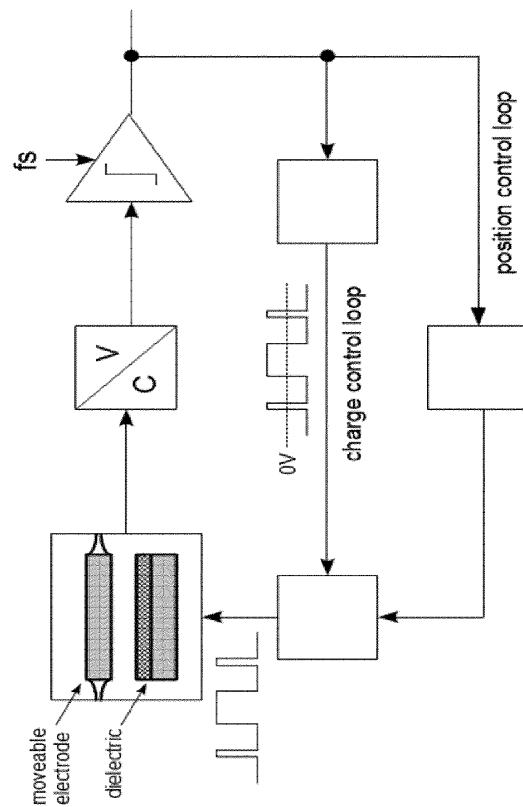 moveable
electrode
dielectric
V
C
fs
0V
charge control loop
position control loop